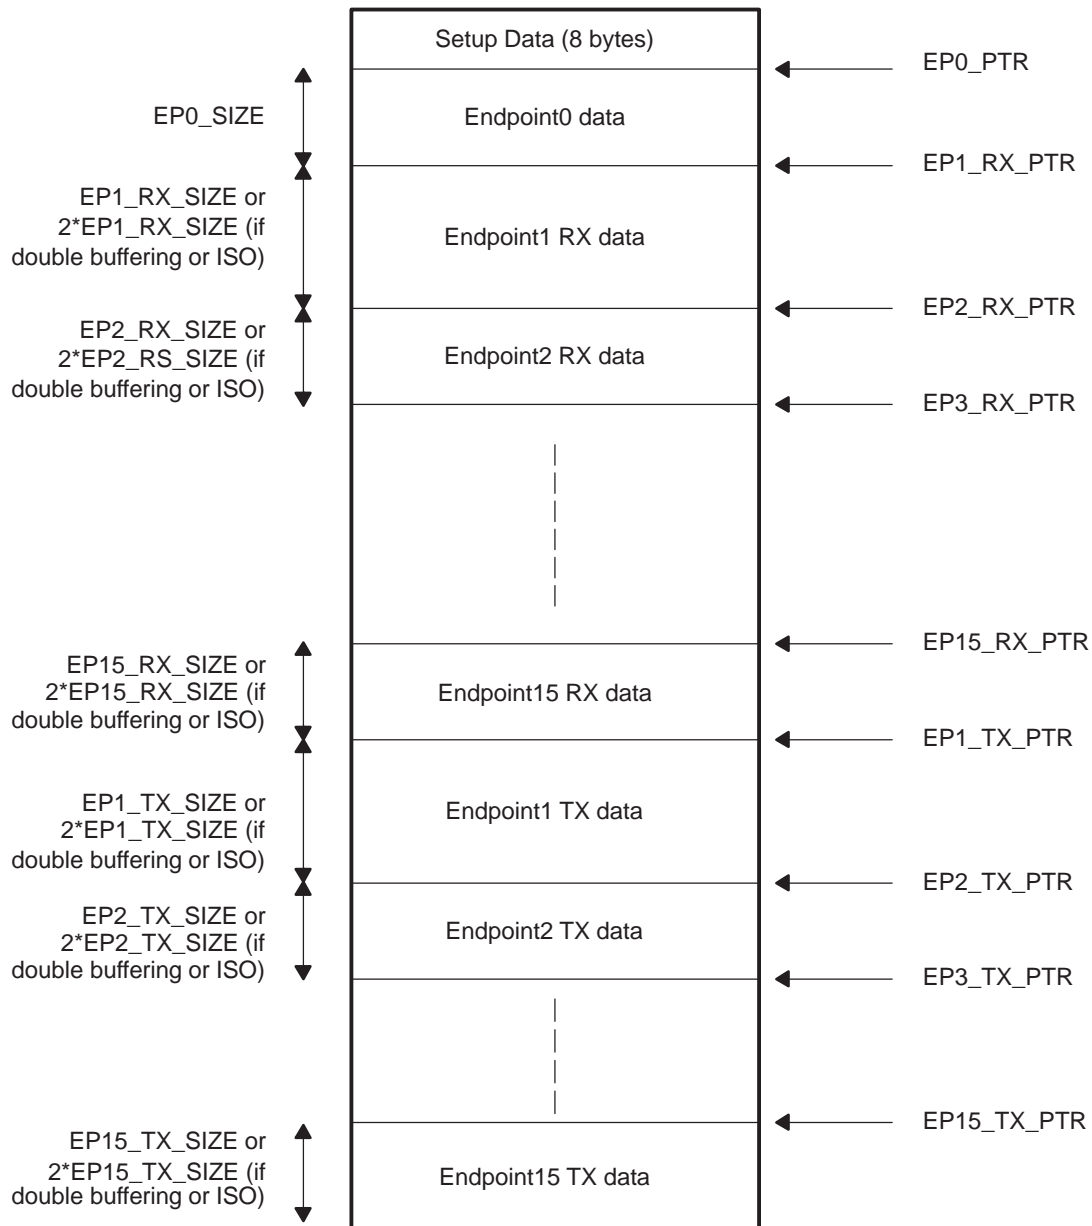 Setup Data (8 bytes)
EP0_PTR
EP0_SIZE
Endpoint0 data
EP1_RX_PTR
EP1_RX_SIZE or
2*EP1_RX_SIZE (if
double buffering or ISO)
Endpoint1 RX data
EP2_RX_PTR
EP2_RX_SIZE or
2*EP2_RS_SIZE (if
double buffering or ISO)
Endpoint2 RX data
EP3_RX_PTR
EP15_RX_PTR
EP15_RX_SIZE or
2*EP15_RX_SIZE (if
double buffering or ISO)
Endpoint15 RX data
EP1_TX_PTR
EP1_TX_SIZE or
2*EP1_TX_SIZE (if
double buffering or ISO)
Endpoint1 TX data
EP2_TX_PTR
EP2_TX_SIZE or
2*EP2_TX_SIZE (if
double buffering or ISO)
Endpoint2 TX data
EP3_TX_PTR
EP15_TX_PTR
EP15_TX_SIZE or
2*EP15_TX_SIZE (if
double buffering or ISO)
Endpoint15 TX data